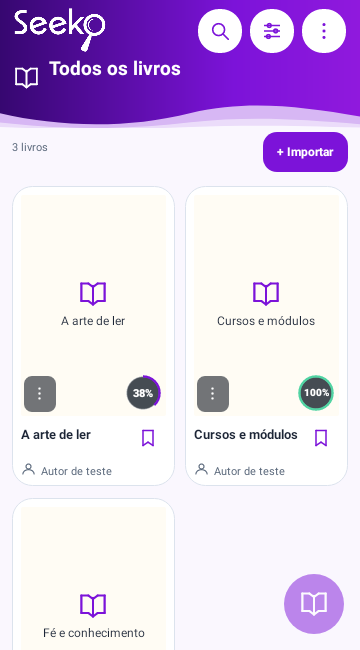 Seeko
Todos os livros
3 livros
+ Importar
A arte de ler
Cursos e módulos
38%
100%
A arte de ler
Cursos e módulos
Autor de teste
Autor de teste
Fé e conhecimento